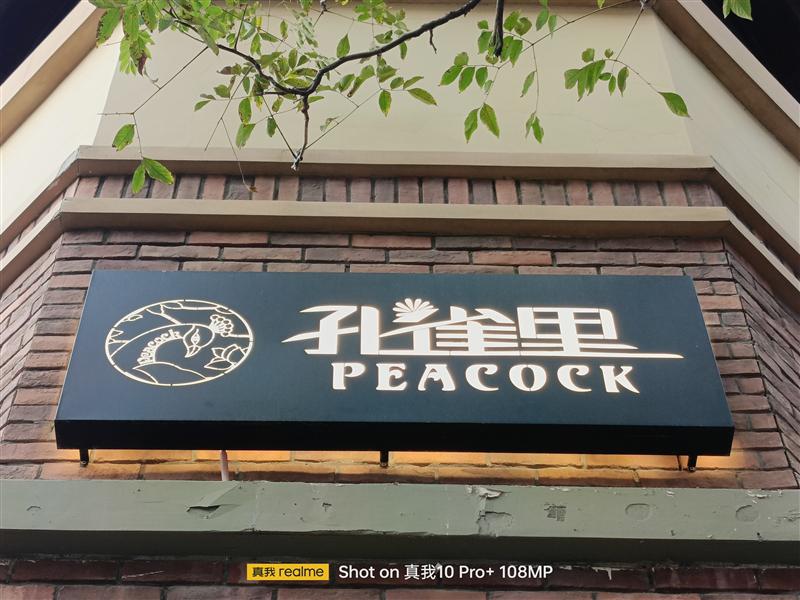 peacock
孔雀里
PEACOCK
真我 realme Shot on 真我10 Pro+ 108MP